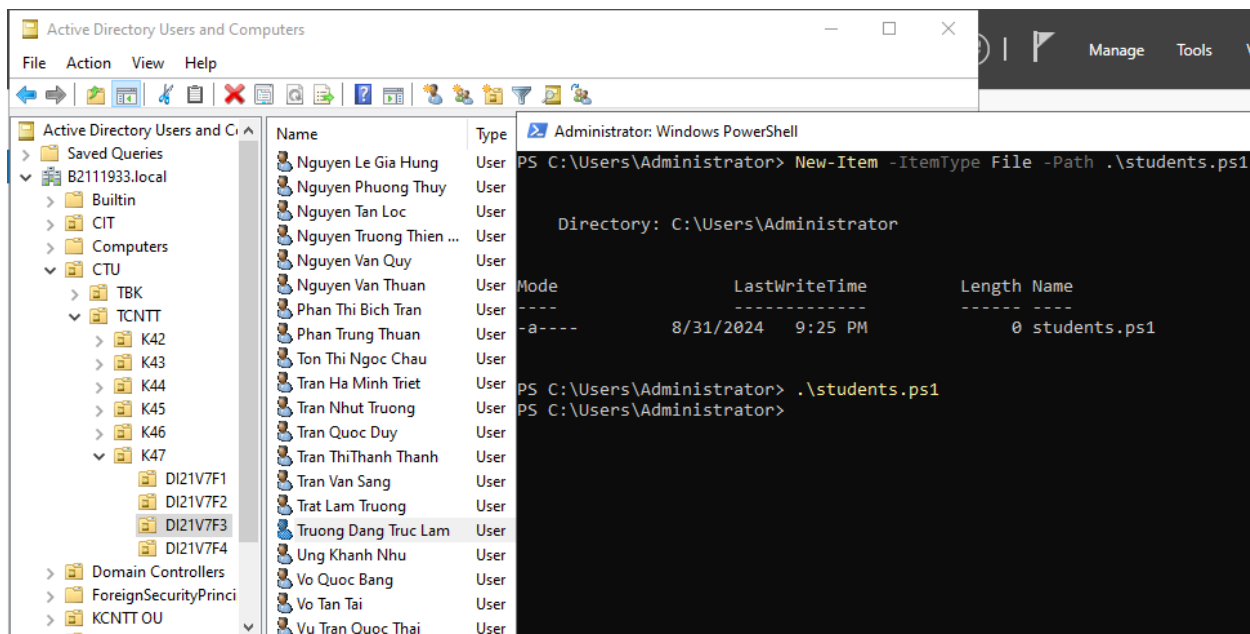 Active Directory Users and Computers
File Action View Help
Active Directory Users and C
Saved Queries
B2111933.local
Builtin
CIT
Computers
CTU
TBK
TCNTT
K42
K43
K44
K45
K46
K47
DI21V7F1
DI21V7F2
DI21V7F3
DI21V7F4
Domain Controllers
ForeignSecurityPrinci
KCNTT OU
Name Type
Nguyen Le Gia Hung User
Nguyen Phuong Thuy User
Nguyen Tan Loc User
Nguyen Truong Thien ... User
Nguyen Van Quy User
Nguyen Van Thuan User
Phan Thi Bich Tran User
Phan Trung Thuan User
Ton Thi Ngoc Chau User
Tran Ha Minh Triet User
Tran Nhut Truong User
Tran Quoc Duy User
Tran ThiThanh Thanh User
Tran Van Sang User
Trat Lam Truong User
Truong Dang Truc Lam User
Ung Khanh Nhu User
Vo Quoc Bang User
Vo Tan Tai User
Vu Tran Quoc Thai User
Manage Tools
Administrator: Windows PowerShell
PS C:\Users\Administrator> New-Item -ItemType File -Path .\students.ps1
Directory: C:\Users\Administrator
Mode LastWriteTime Length Name
---- ------------- ------ ----
-a---- 8/31/2024 9:25 PM 0 students.ps1
PS C:\Users\Administrator> .\students.ps1
PS C:\Users\Administrator>